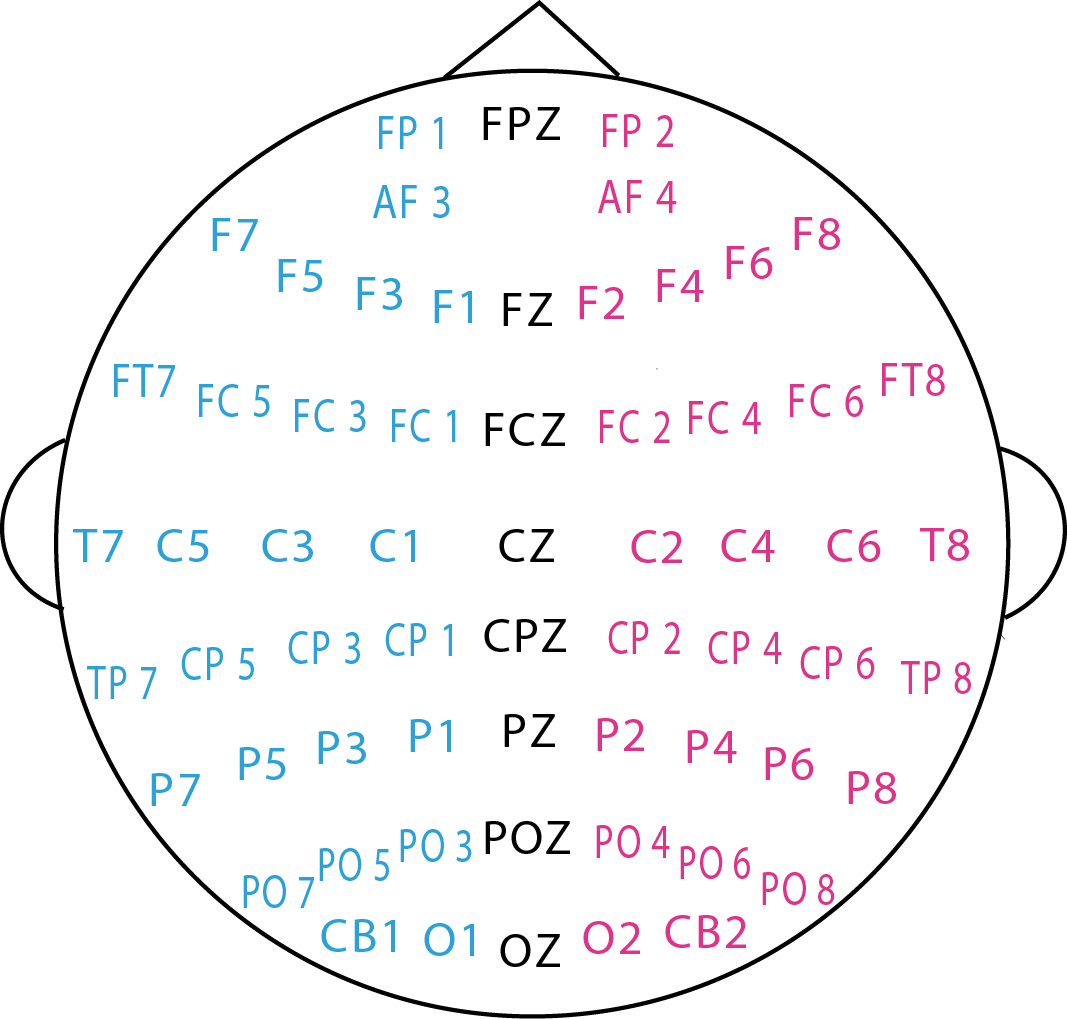 FP 1 FPZ FP 2
AF 3 AF 4
F7 F5 F3 F1 FZ F2 F4 F6 F8
FT7 FC 5 FC 3 FC 1 FCZ FC 2 FC 4 FC 6 FT8
T7 C5 C3 C1 CZ C2 C4 C6 T8
TP 7 CP 5 CP 3 CP 1 CPZ CP 2 CP 4 CP 6 TP 8
P7 P5 P3 P1 PZ P2 P4 P6 P8
PO 7 PO 5 PO 3 POZ PO 4 PO 6 PO 8
CB1 O1 OZ O2 CB2